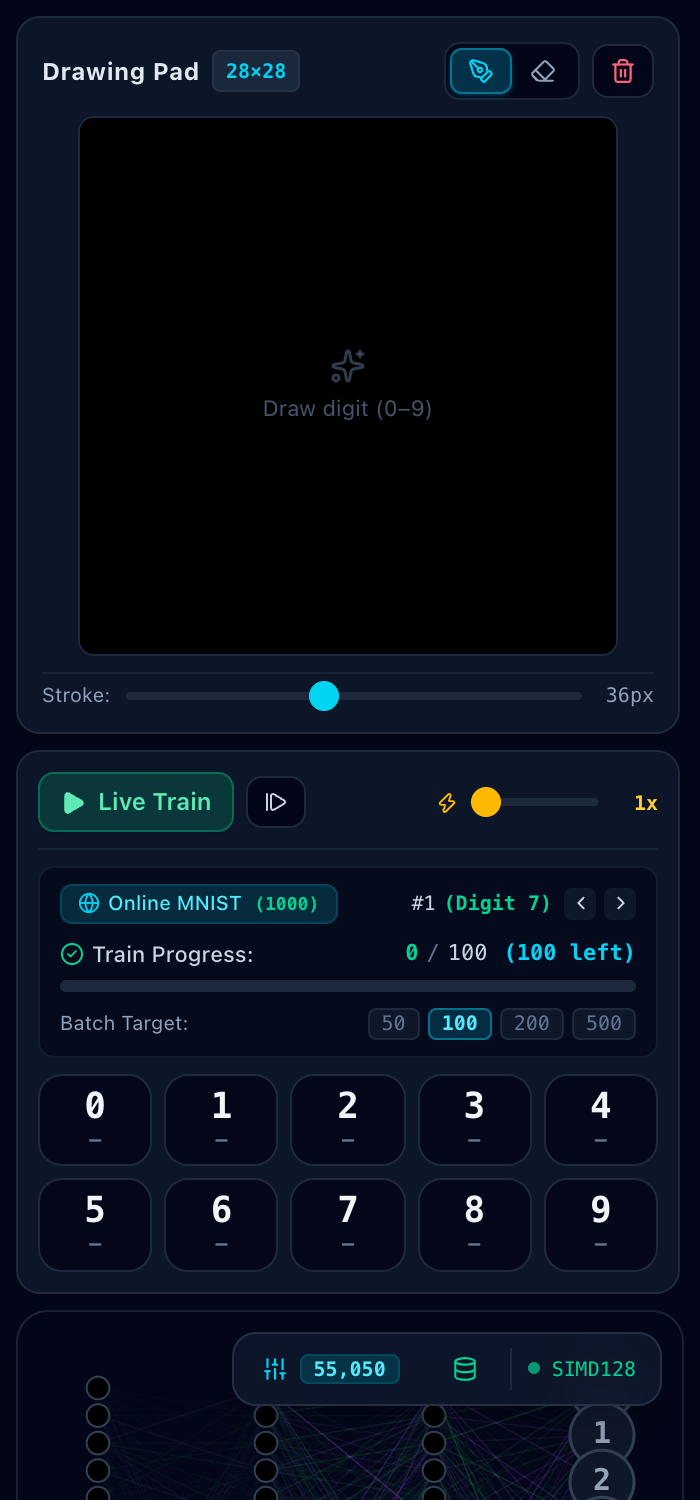 Drawing Pad 28×28
Draw digit (0–9)
Stroke: 36px
Live Train 1x
Online MNIST (1000) #1 (Digit 7)
Train Progress: 0 / 100 (100 left)
Batch Target: 50 100 200 500
0 1 2 3 4
– – – – –
5 6 7 8 9
– – – – –
55,050 SIMD128
1
2